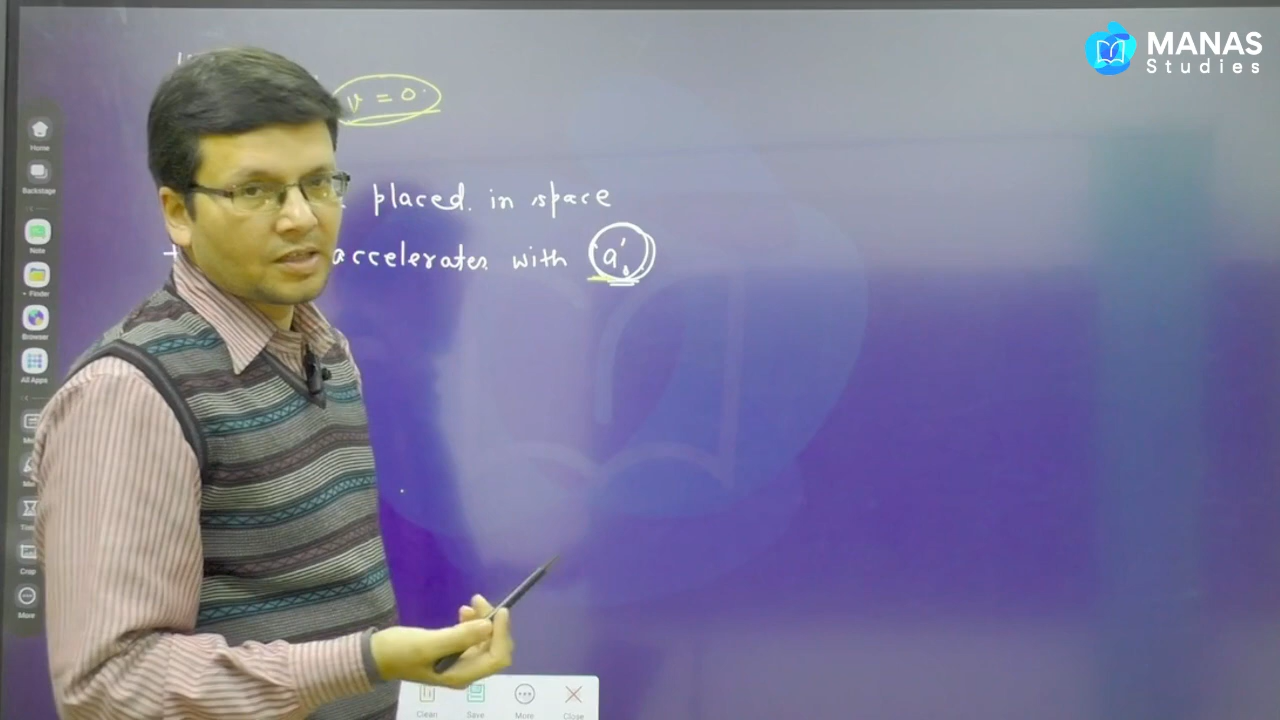 MANAS
Studies
v = 0
placed in space
accelerates with a'
Home
Backstage
Note
Finder
Browser
All Apps
Crop
More
Clean
Save
More
Close